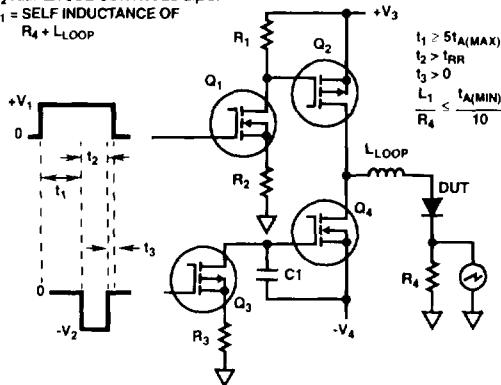 1 = SELF INDUCTANCE OF
R4 + LLOOP
+V3
R1
Q2
t1 ≥ 5tA(MAX)
t2 > tRR
t3 > 0
L1/R4 ≤ tA(MIN)/10
Q1
+V1
0
t2
t1
R2
LLOOP
Q4
DUT
t3
C1
R4
0
Q3
-V2
R3
-V4